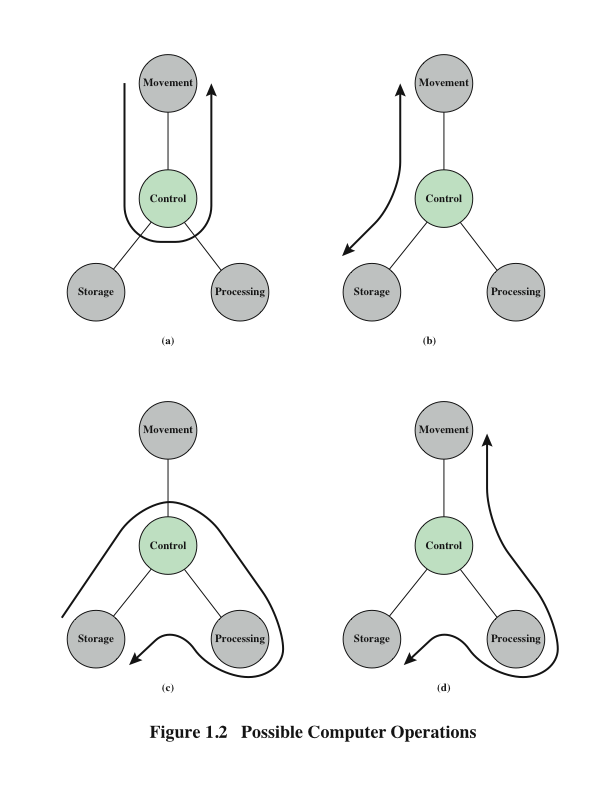 Movement
Movement
Control
Control
Storage
Processing
Storage
Processing
(a)
(b)
Movement
Movement
Control
Control
Storage
Processing
Storage
Processing
(c)
(d)
Figure 1.2 Possible Computer Operations